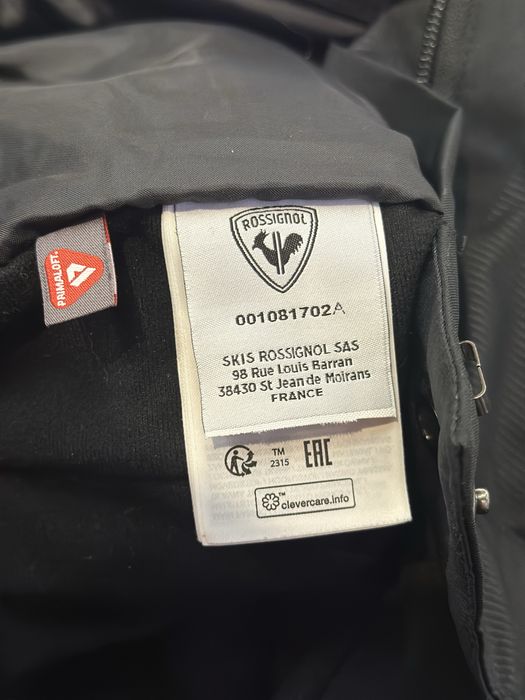 PRIMALOFT®
ROSSIGNOL
001081702A
SKIS ROSSIGNOL SAS
98 Rue Louis Barran
38430 St Jean de Moirans
FRANCE
TM
2315
EAC
™
clevercare.info